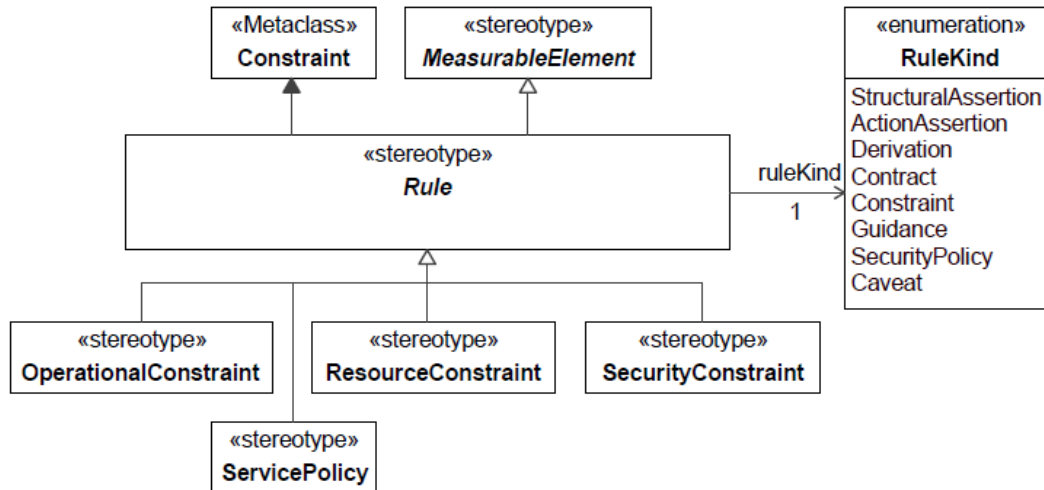 «Metaclass»
Constraint
«stereotype»
MeasurableElement
«enumeration»
RuleKind
StructuralAssertion
ActionAssertion
Derivation
Contract
Constraint
Guidance
SecurityPolicy
Caveat
«stereotype»
Rule
ruleKind
1
«stereotype»
OperationalConstraint
«stereotype»
ResourceConstraint
«stereotype»
SecurityConstraint
«stereotype»
ServicePolicy